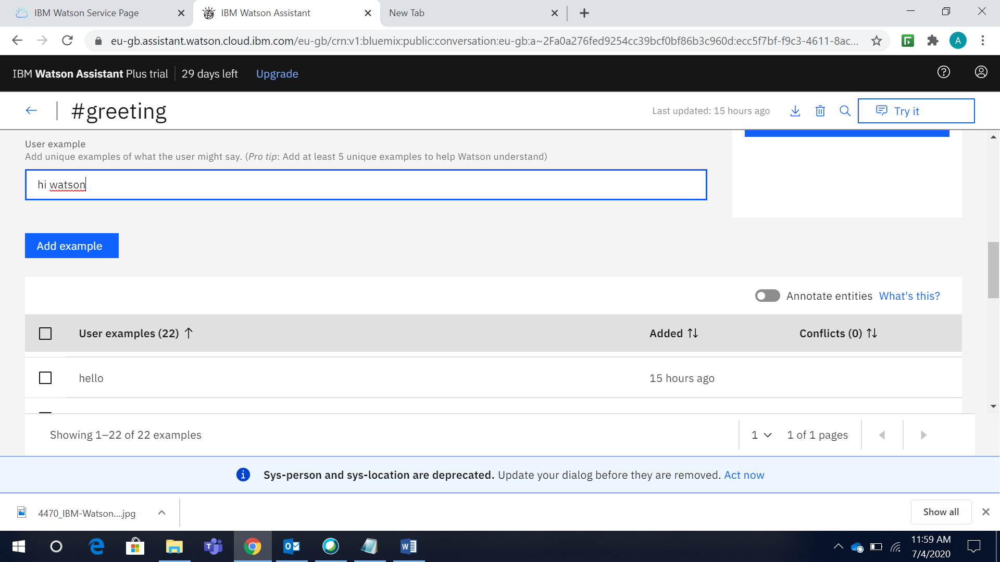 IBM Watson Service Page
IBM Watson Assistant
New Tab
eu-gb.assistant.watson.cloud.ibm.com/eu-gb/crn:v1:bluemix:public:conversation:eu-gb:a~2Fa0a276fed9254cc39bcf0bf86b3c960d:ecc5f7bf-f9c3-4611-8ac...
A
IBM Watson Assistant Plus trial 29 days left Upgrade
#greeting
Last updated: 15 hours ago
Try it
User example
Add unique examples of what the user might say. (Pro tip: Add at least 5 unique examples to help Watson understand)
hi watson
Add example
Annotate entities What's this?
User examples (22) Added Conflicts (0)
hello 15 hours ago
Showing 1–22 of 22 examples
1 1 of 1 pages
Sys-person and sys-location are deprecated. Update your dialog before they are removed. Act now
4470_IBM-Watson....jpg
Show all
11:59 AM
7/4/2020